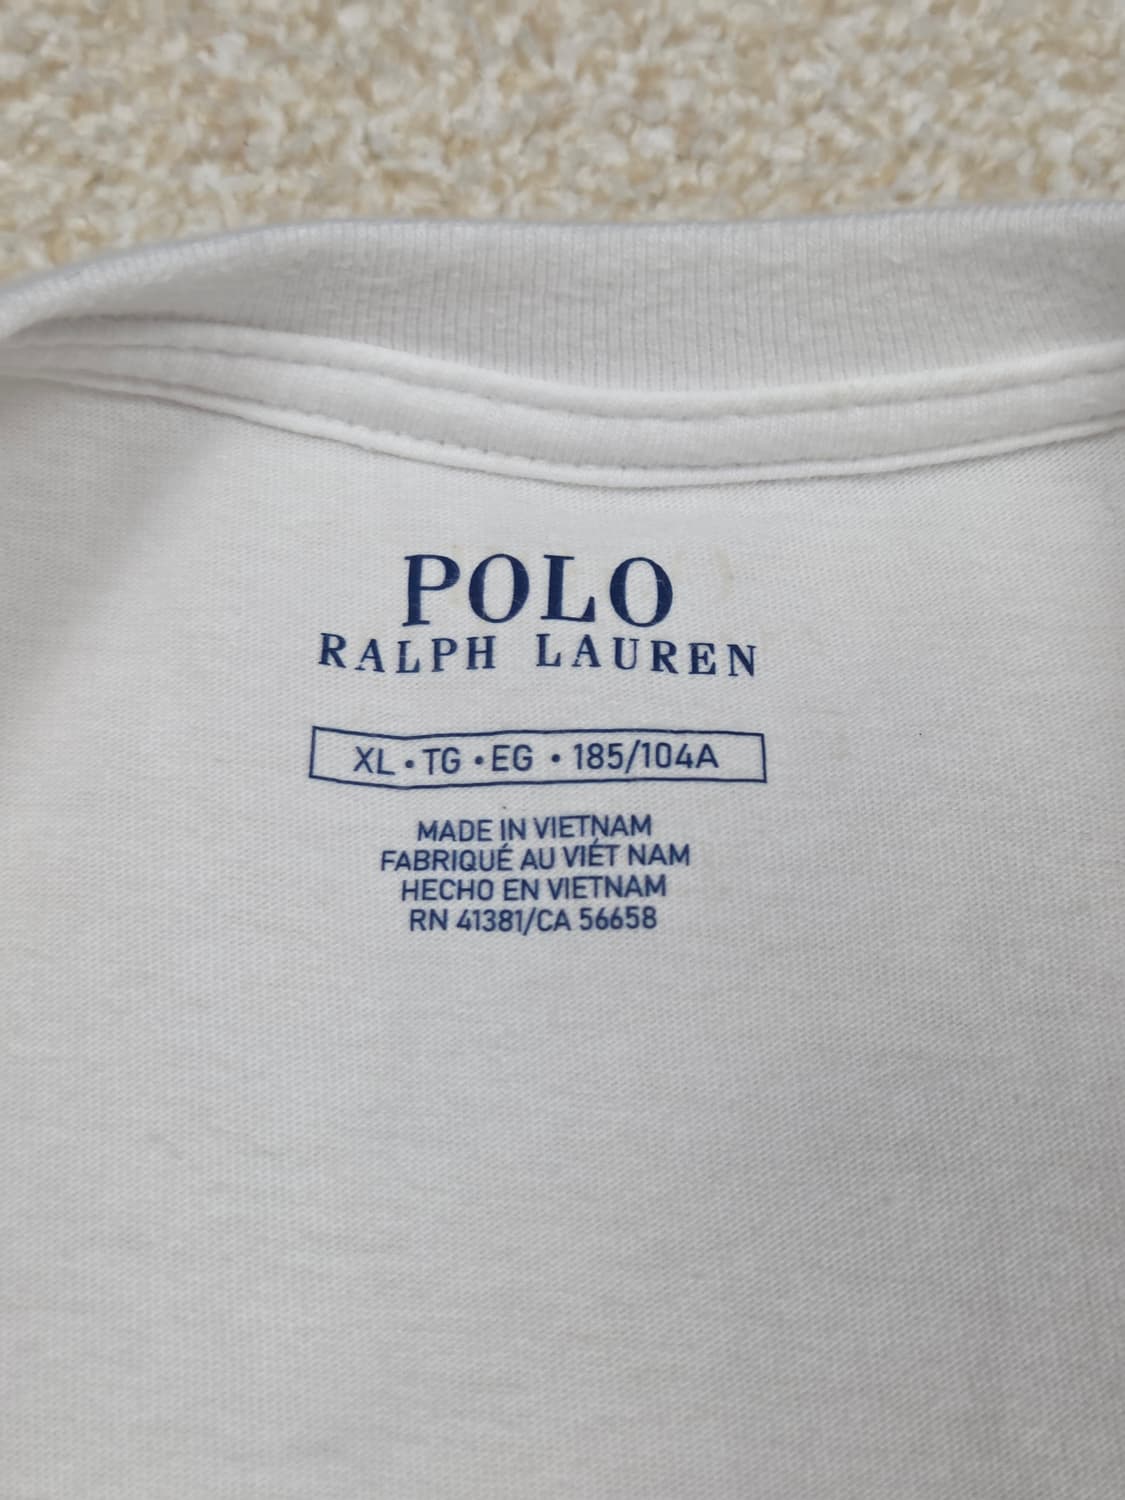 POLO
RALPH LAUREN
XL • TG • EG • 185/104A
MADE IN VIETNAM
FABRIQUÉ AU VIÊT NAM
HECHO EN VIETNAM
RN 41381/CA 56658